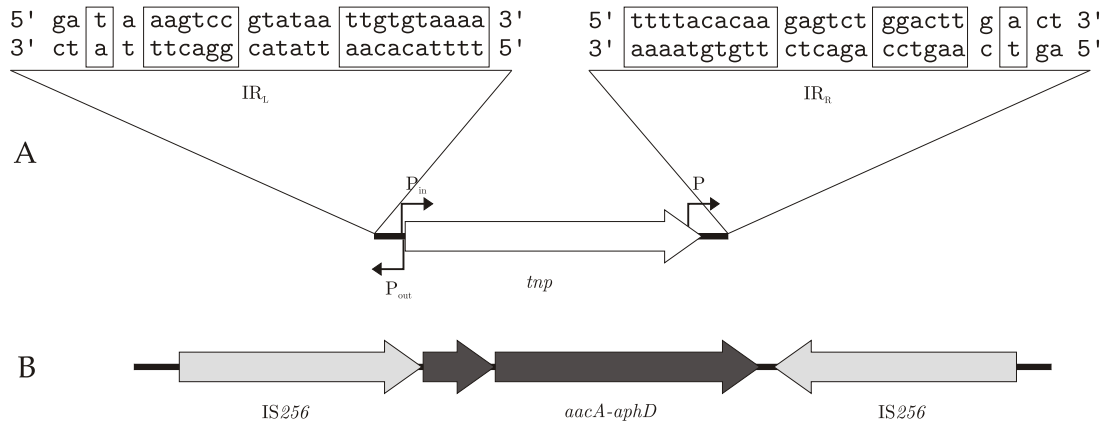 5' ga t a aagtcc gtataa ttgtgtaaaa 3' 5' ttttacacaa gagtct ggactt g a ct 3'
3' ct a t ttcagg catatt aacacatttt 5' 3' aaaatgtgtt ctcaga cctgaa c t ga 5'
IRL IRR
A
Pin P
Pout
tnp
B
IS256 aacA-aphD IS256